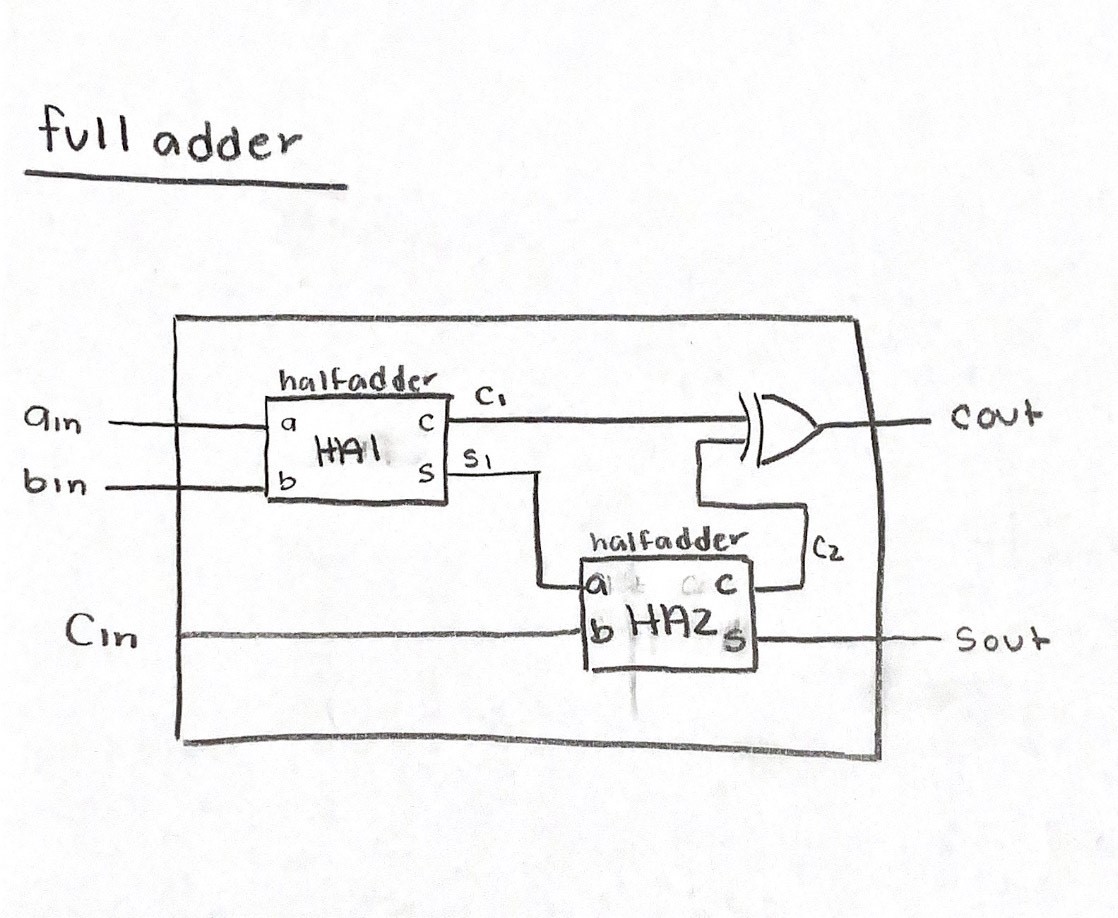 full adder
halfadder
C1
ain
a
c
HA1
cout
bin
b
s
S1
halfadder
C2
a
c
Cin
b
HA2
s
sout